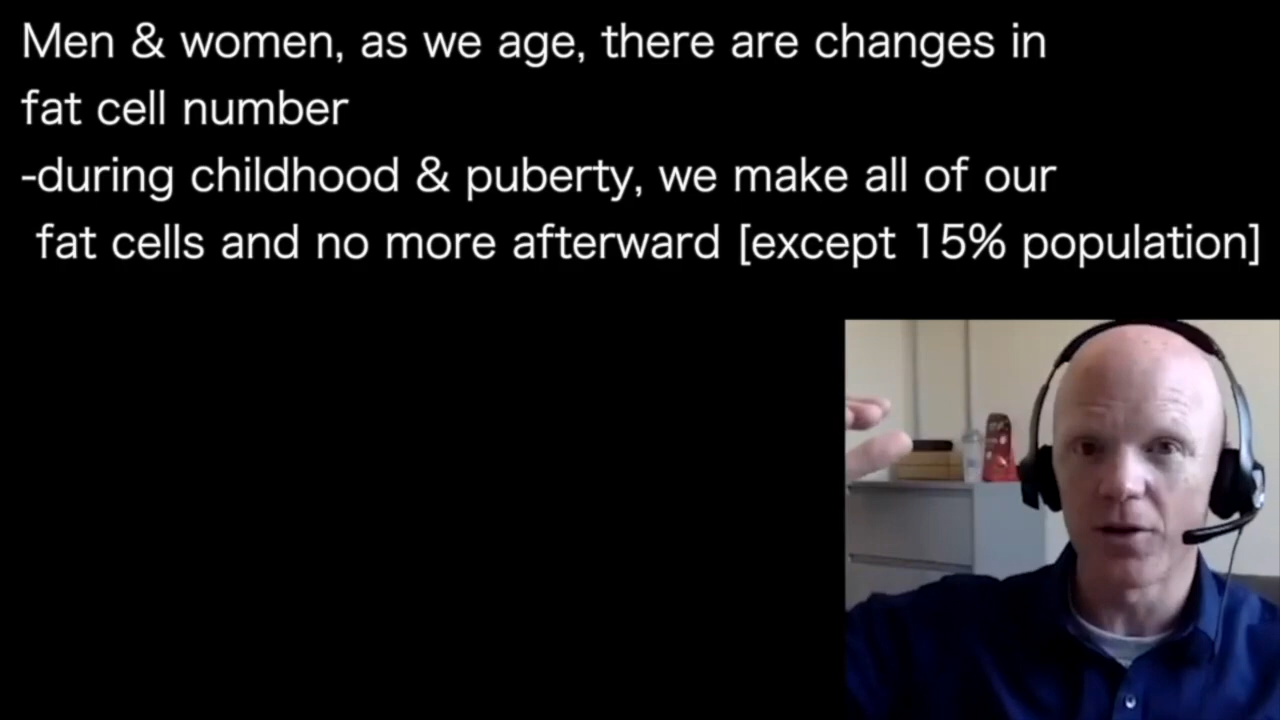 Men & women, as we age, there are changes in
fat cell number
-during childhood & puberty, we make all of our
fat cells and no more afterward [except 15% population]